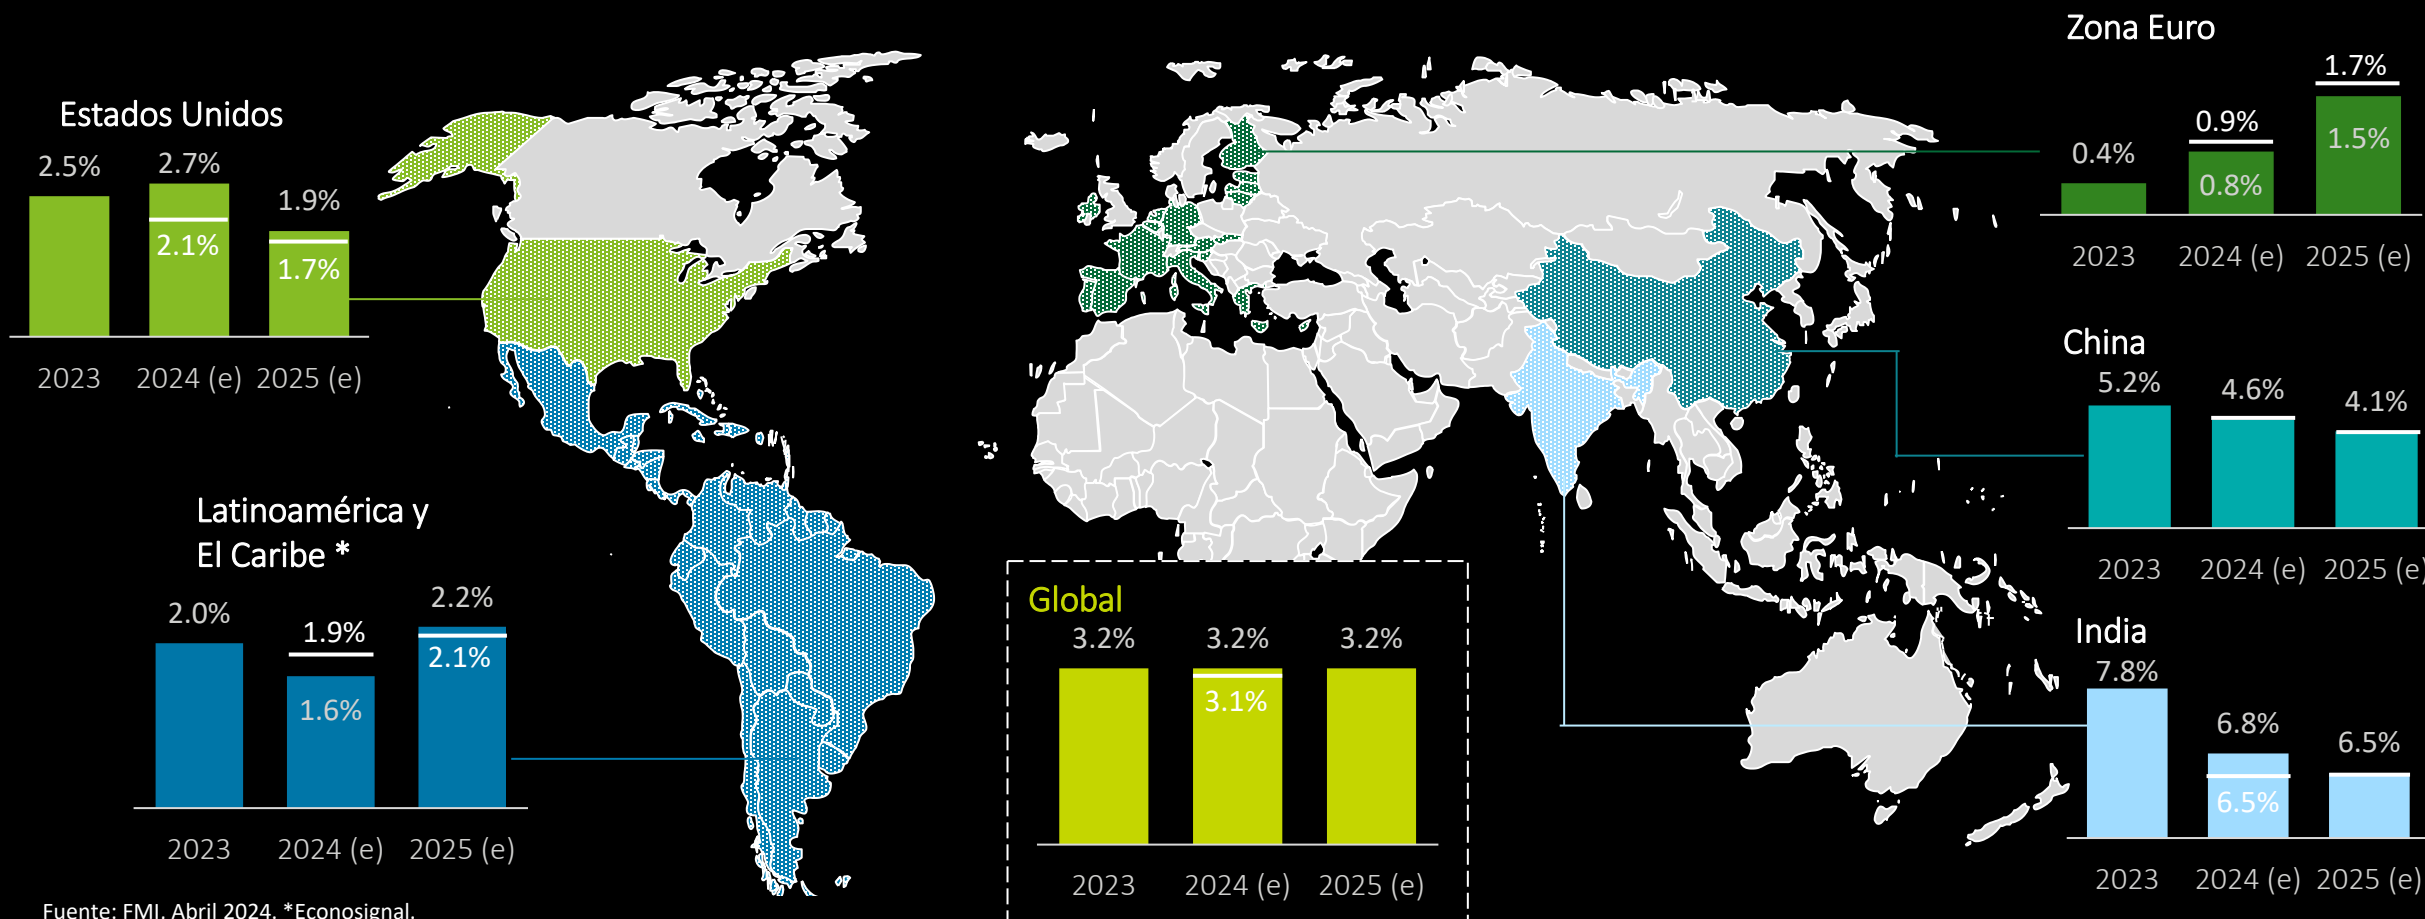 Estados Unidos
2.5%
2.7%
1.9%
2.1%
1.7%
2023
2024 (e)
2025 (e)
Latinoamérica y
El Caribe *
2.0%
1.9%
2.2%
1.6%
2.1%
2023
2024 (e)
2025 (e)
Fuente: FMI. Abril 2024. *Econosignal.
Global
3.2%
3.2%
3.2%
3.1%
2023
2024 (e)
2025 (e)
Zona Euro
0.4%
0.9%
1.7%
0.8%
1.5%
2023
2024 (e)
2025 (e)
China
5.2%
4.6%
4.1%
2023
2024 (e)
2025 (e)
India
7.8%
6.8%
6.5%
6.5%
2023
2024 (e)
2025 (e)